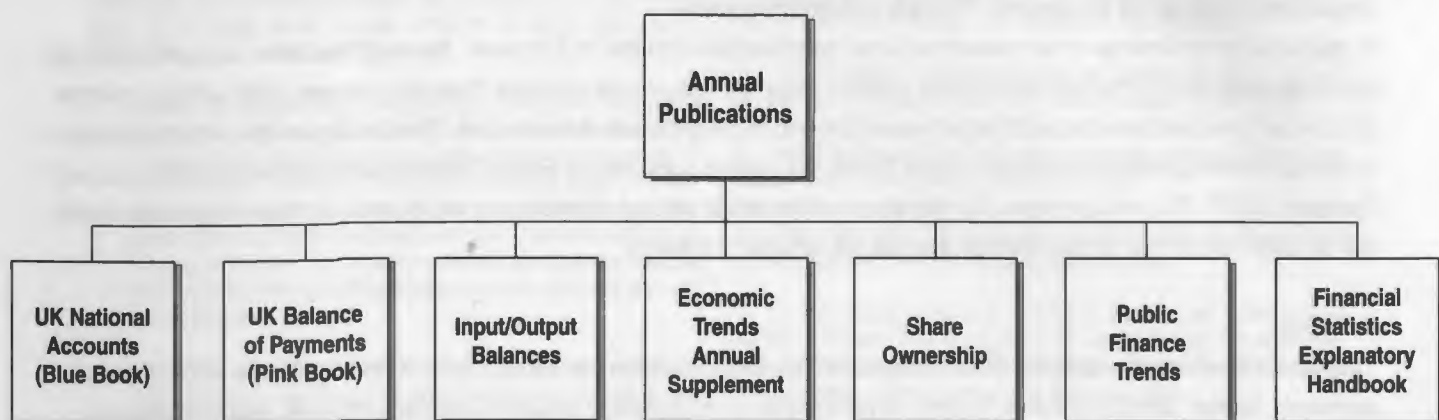 Annual
Publications
UK National
Accounts
(Blue Book)
UK Balance
of Payments
(Pink Book)
Input/Output
Balances
Economic
Trends
Annual
Supplement
Share
Ownership
Public
Finance
Trends
Financial
Statistics
Explanatory
Handbook